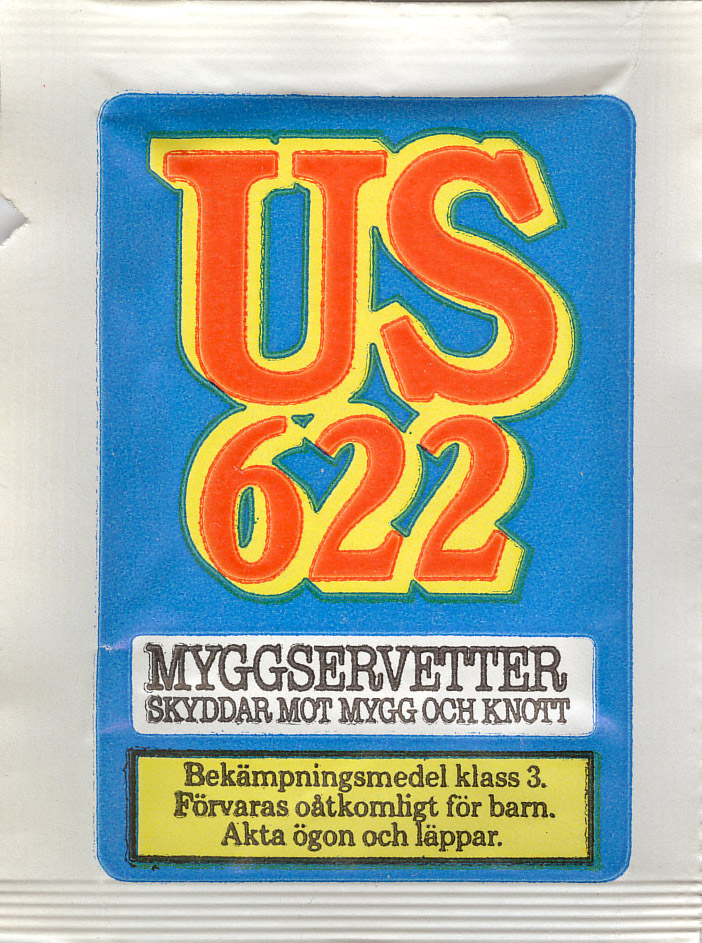 US
622
MYGGSERVETTER
SKYDDAR MOT MYGG OCH KNOTT
Bekämpningsmedel klass 3.
Förvaras oåtkomligt för barn.
Akta ögon och läppar.